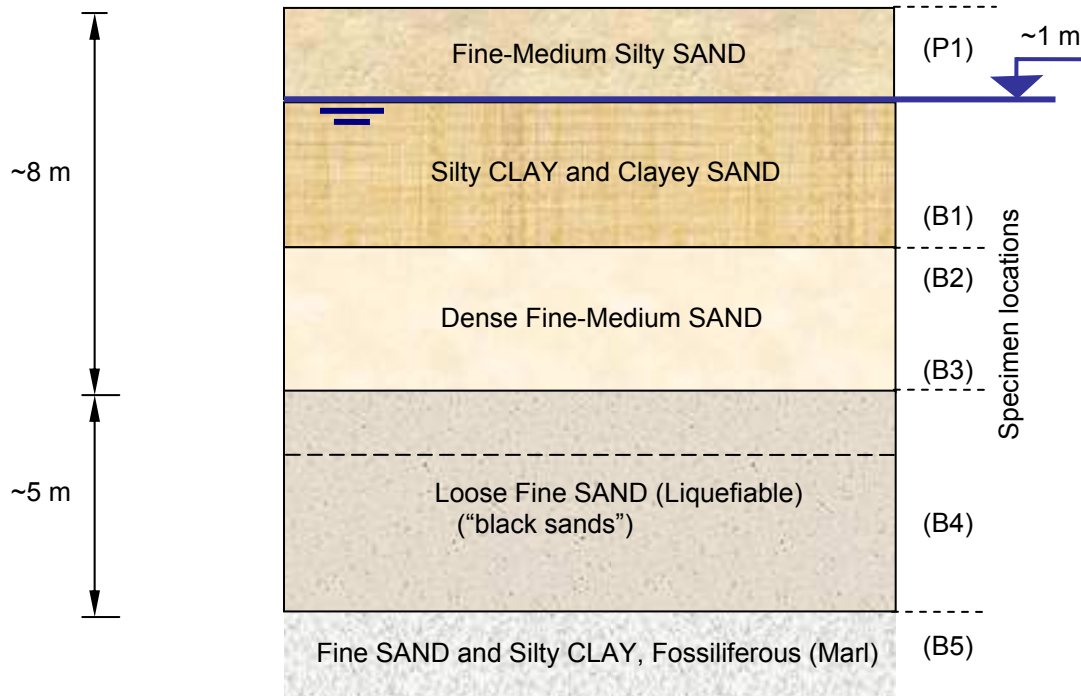 Fine-Medium Silty SAND
(P1)
~1 m
~8 m
Silty CLAY and Clayey SAND
(B1)
Specimen locations
(B2)
Dense Fine-Medium SAND
(B3)
~5 m
Loose Fine SAND (Liquefiable)
(“black sands”)
(B4)
Fine SAND and Silty CLAY, Fossiliferous (Marl)
(B5)